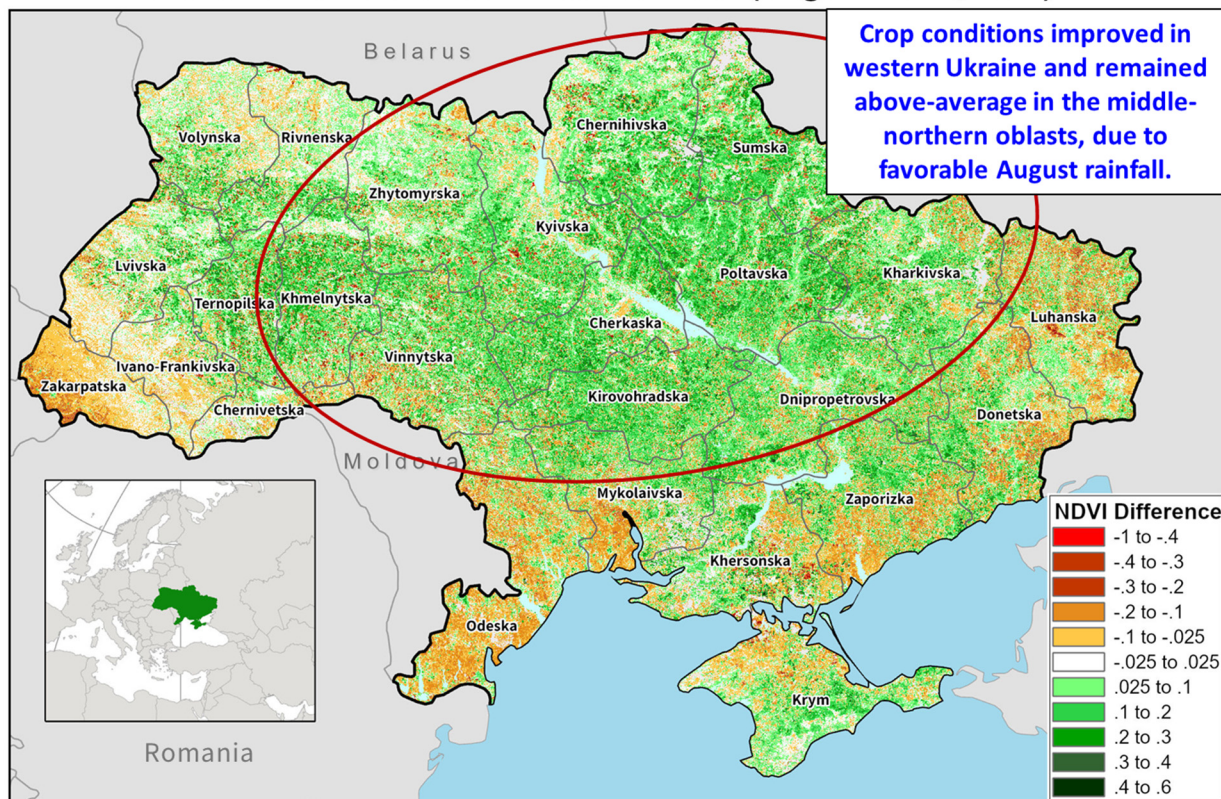 Belarus
Crop conditions improved in
western Ukraine and remained
above-average in the middle-
northern oblasts, due to
favorable August rainfall.
Volynska
Rivnenska
Chernihivska
Sumska
Zhytomyrska
Kyivska
Lvivska
Ternopilska
Khmelnytska
Poltavska
Kharkivska
Luhanska
Cherkaska
Vinnytska
Ivano-Frankivska
Zakarpatska
Chernivetska
Kirovohradska
Dnipropetrovska
Donetska
Moldova
Mykolaivska
Zaporizka
Khersonska
Odeska
Krym
Romania
NDVI Difference
-1 to -.4
-.4 to -.3
-.3 to -.2
-.2 to -.1
-.1 to -.025
-.025 to .025
.025 to .1
.1 to .2
.2 to .3
.3 to .4
.4 to .6